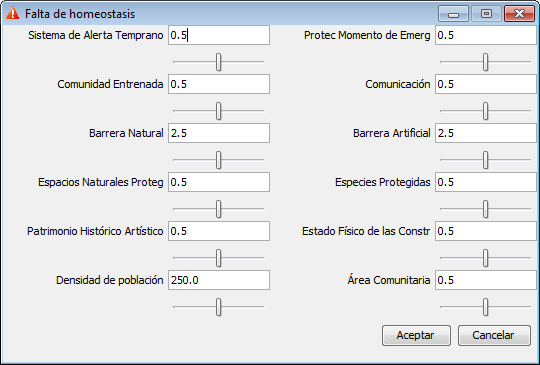 Falta de homeostasis
Sistema de Alerta Temprano 0.5 Protec Momento de Emerg 0.5
Comunidad Entrenada 0.5 Comunicación 0.5
Barrera Natural 2.5 Barrera Artificial 2.5
Espacios Naturales Proteg 0.5 Especies Protegidas 0.5
Patrimonio Histórico Artístico 0.5 Estado Físico de las Constr 0.5
Densidad de población 250.0 Área Comunitaria 0.5
Aceptar Cancelar